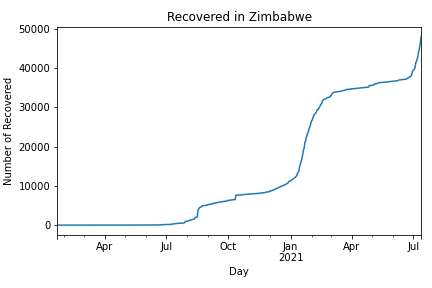 Recovered in Zimbabwe
Number of Recovered
50000
40000
30000
20000
10000
0
Apr Jul Oct Jan Apr Jul
2021
Day